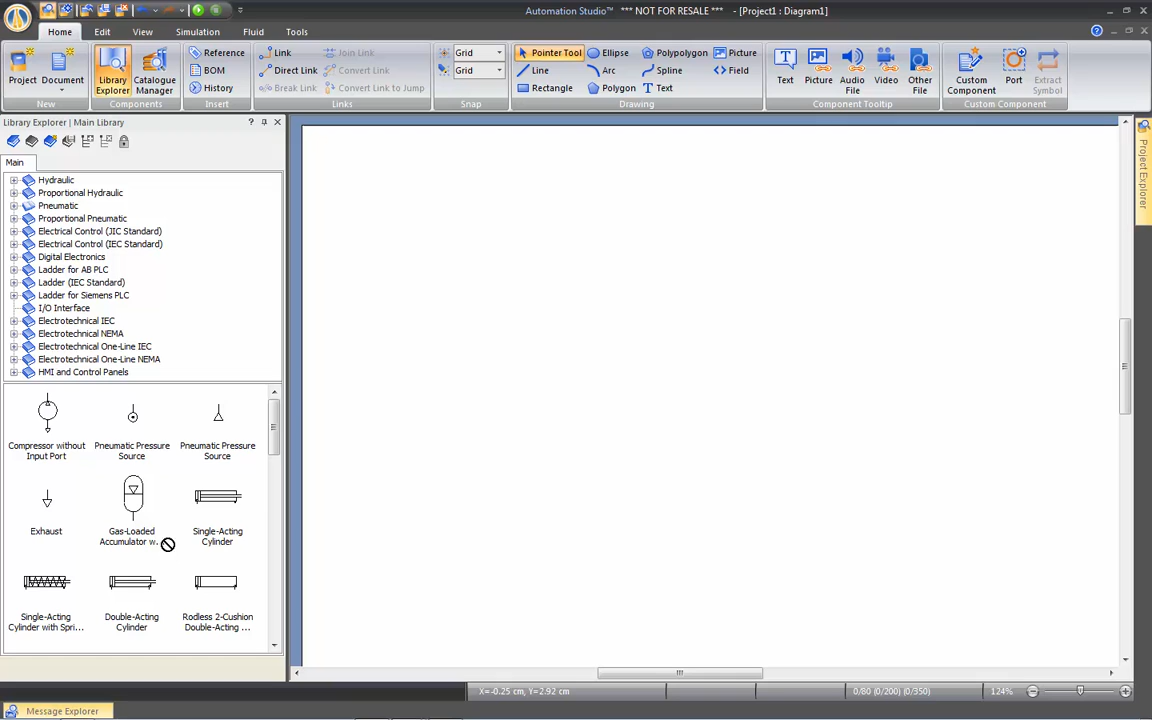 Automation Studio™ *** NOT FOR RESALE *** - [Project1 : Diagram1]
Home Edit View Simulation Fluid Tools
Project Document Library Explorer Catalogue Manager Reference BOM History Link Direct Link Break Link Join Link Convert Link Convert Link to Jump Grid Grid Pointer Tool Line Rectangle Ellipse Arc Polygon Polypolygon Spline Text Picture Field Text Picture Audio File Video Other File Custom Component Port Extract Symbol
New Components Insert Links Snap Drawing Component Tooltip Custom Component
Library Explorer | Main Library
Main
Hydraulic
Proportional Hydraulic
Pneumatic
Proportional Pneumatic
Electrical Control (JIC Standard)
Electrical Control (IEC Standard)
Digital Electronics
Ladder for AB PLC
Ladder (IEC Standard)
Ladder for Siemens PLC
I/O Interface
Electrotechnical IEC
Electrotechnical NEMA
Electrotechnical One-Line IEC
Electrotechnical One-Line NEMA
HMI and Control Panels
Compressor without Pneumatic Pressure Pneumatic Pressure
Input Port Source Source
Exhaust Gas-Loaded Single-Acting
Accumulator w... Cylinder
Single-Acting Double-Acting Rodless 2-Cushion
Cylinder with Spri... Cylinder Double-Acting ...
Project Explorer
X=-0.25 cm, Y=2.92 cm 0/80 (0/200) (0/350) 124%
Message Explorer